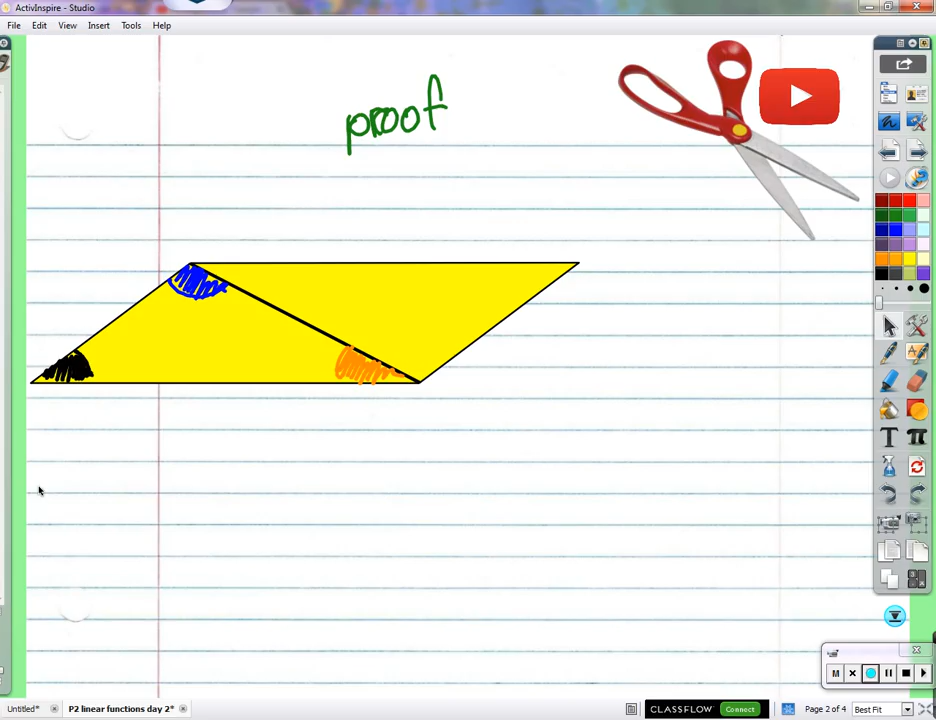 ActivInspire - Studio
File Edit View Insert Tools Help
proof
T π
M
Untitled* P2 linear functions day 2* CLASSFLOW Connect Page 2 of 4 Best Fit